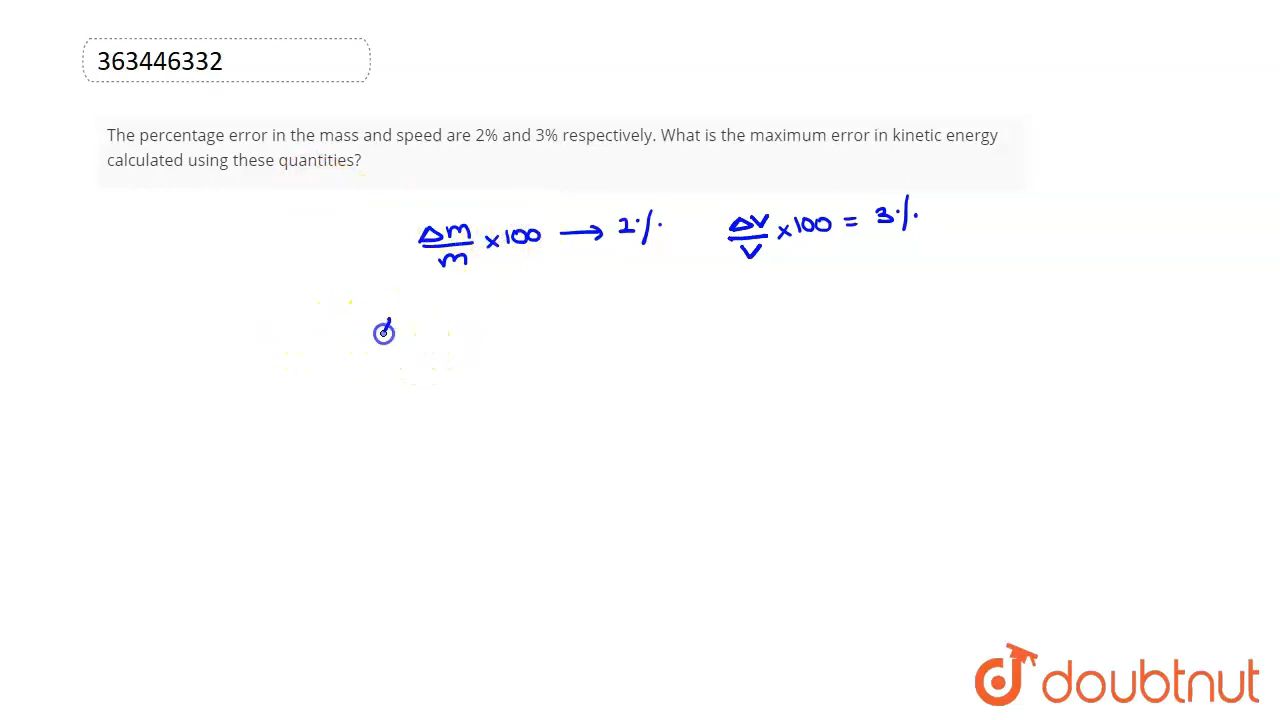 363446332
The percentage error in the mass and speed are 2% and 3% respectively. What is the maximum error in kinetic energy
calculated using these quantities?
Δm/m ×100 → 2% ΔV/V ×100 = 3%
doubtnut